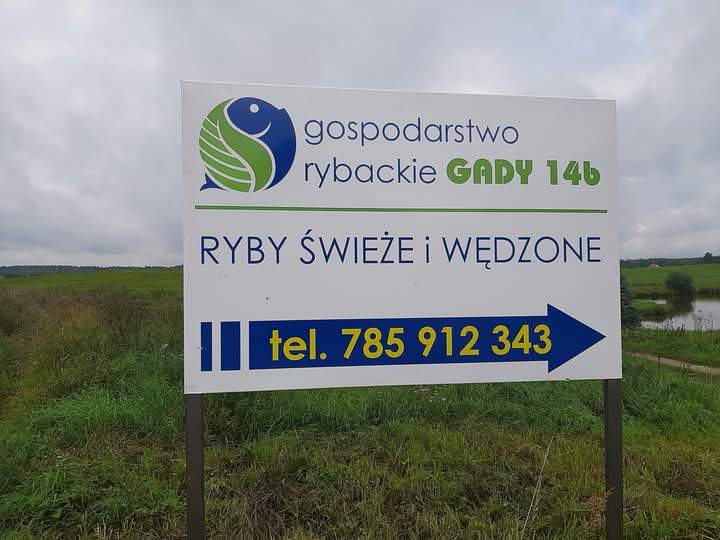 gospodarstwo
rybackie GADY 14b
RYBY ŚWIEŻE i WĘDZONE
tel. 785 912 343